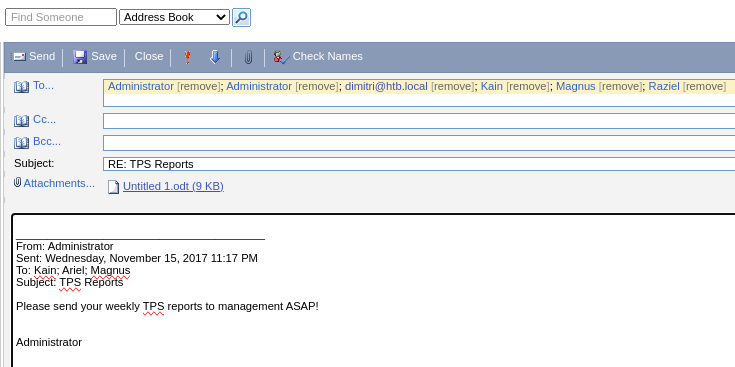 Find Someone Address Book
Send Save Close Check Names
To... Administrator [remove]; Administrator [remove]; dimitri@htb.local [remove]; Kain [remove]; Magnus [remove]; Raziel [remove]
Cc...
Bcc...
Subject: RE: TPS Reports
Attachments... Untitled 1.odt (9 KB)
From: Administrator
Sent: Wednesday, November 15, 2017 11:17 PM
To: Kain; Ariel; Magnus
Subject: TPS Reports
Please send your weekly TPS reports to management ASAP!
Administrator